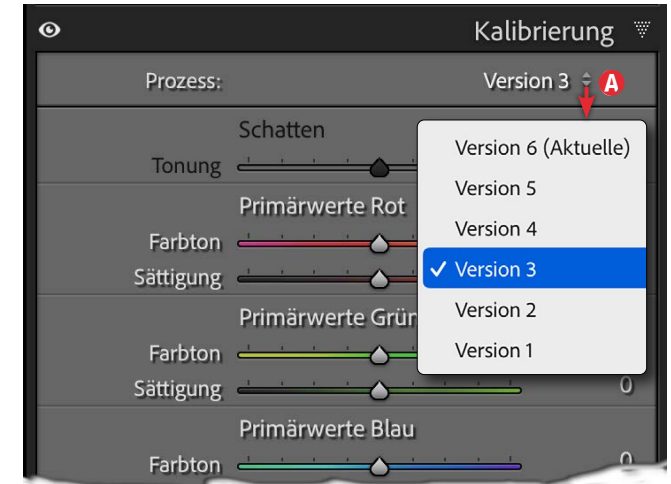 Kalibrierung
Prozess: Version 3 A
Schatten
Tonung
Primärwerte Rot
Farbton
Sättigung
Primärwerte Grün
Farbton
Sättigung 0
Primärwerte Blau
Farbton 0
Version 6 (Aktuelle)
Version 5
Version 4
✓ Version 3
Version 2
Version 1